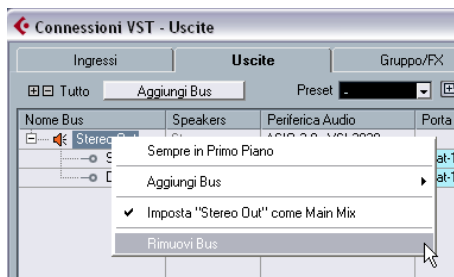 Connessioni VST - Uscite
Ingressi Uscite Gruppo/FX
Tutto Aggiungi Bus Preset -
Nome Bus Speakers Periferica Audio Porta
Stereo Out
Sempre in Primo Piano
Aggiungi Bus
Imposta "Stereo Out" come Main Mix
Rimuovi Bus